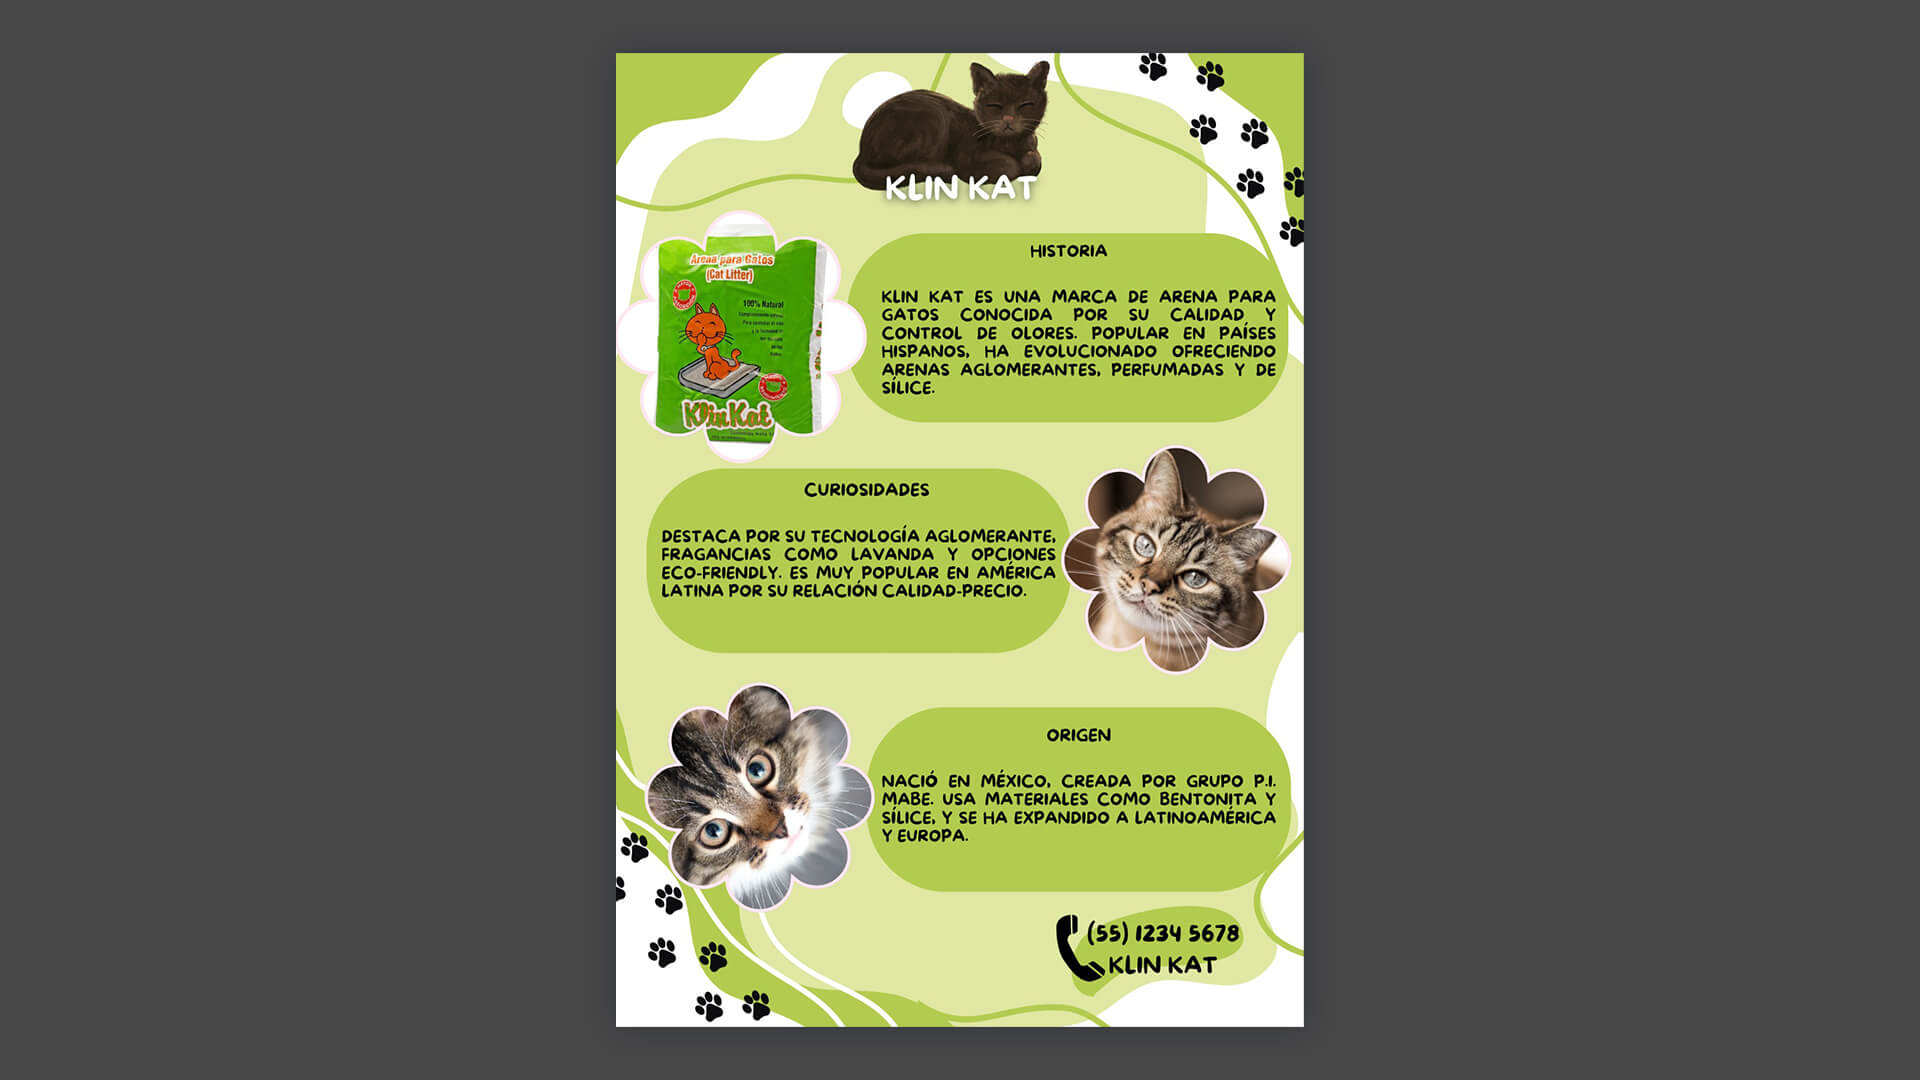 KLIN KAT
Arena para Gatos
(Cat Litter)
100% Natural
KlinKat
HISTORIA
KLIN KAT ES UNA MARCA DE ARENA PARA
GATOS CONOCIDA POR SU CALIDAD Y
CONTROL DE OLORES. POPULAR EN PAÍSES
HISPANOS, HA EVOLUCIONADO OFRECIENDO
ARENAS AGLOMERANTES, PERFUMADAS Y DE
SÍLICE.
CURIOSIDADES
DESTACA POR SU TECNOLOGÍA AGLOMERANTE,
FRAGANCIAS COMO LAVANDA Y OPCIONES
ECO-FRIENDLY. ES MUY POPULAR EN AMÉRICA
LATINA POR SU RELACIÓN CALIDAD-PRECIO.
ORIGEN
NACIÓ EN MÉXICO, CREADA POR GRUPO P.I.
MABE. USA MATERIALES COMO BENTONITA Y
SÍLICE, Y SE HA EXPANDIDO A LATINOAMÉRICA
Y EUROPA.
(55) 1234 5678
KLIN KAT